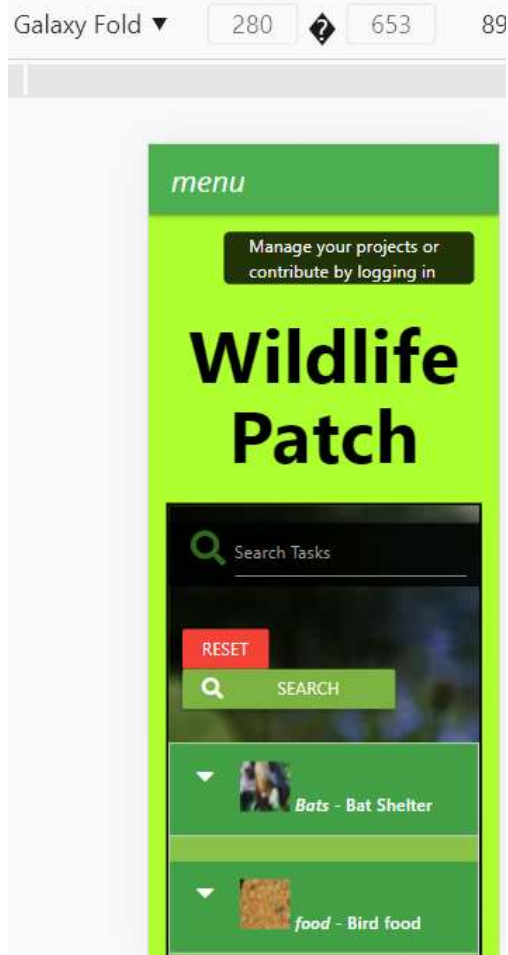 Galaxy Fold ▼ 280 � 653 89
menu
Manage your projects or
contribute by logging in
Wildlife
Patch
Search Tasks
RESET
SEARCH
Bats - Bat Shelter
food - Bird food